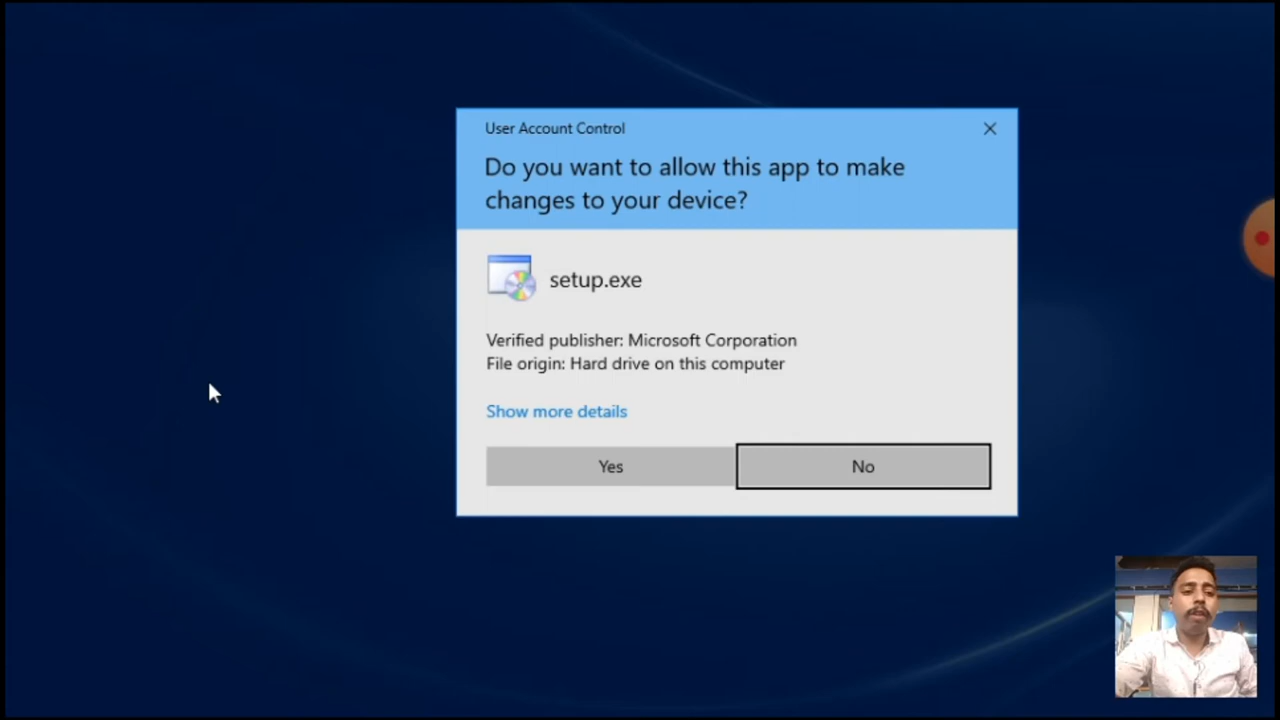 User Account Control
Do you want to allow this app to make
changes to your device?
setup.exe
Verified publisher: Microsoft Corporation
File origin: Hard drive on this computer
Show more details
Yes
No